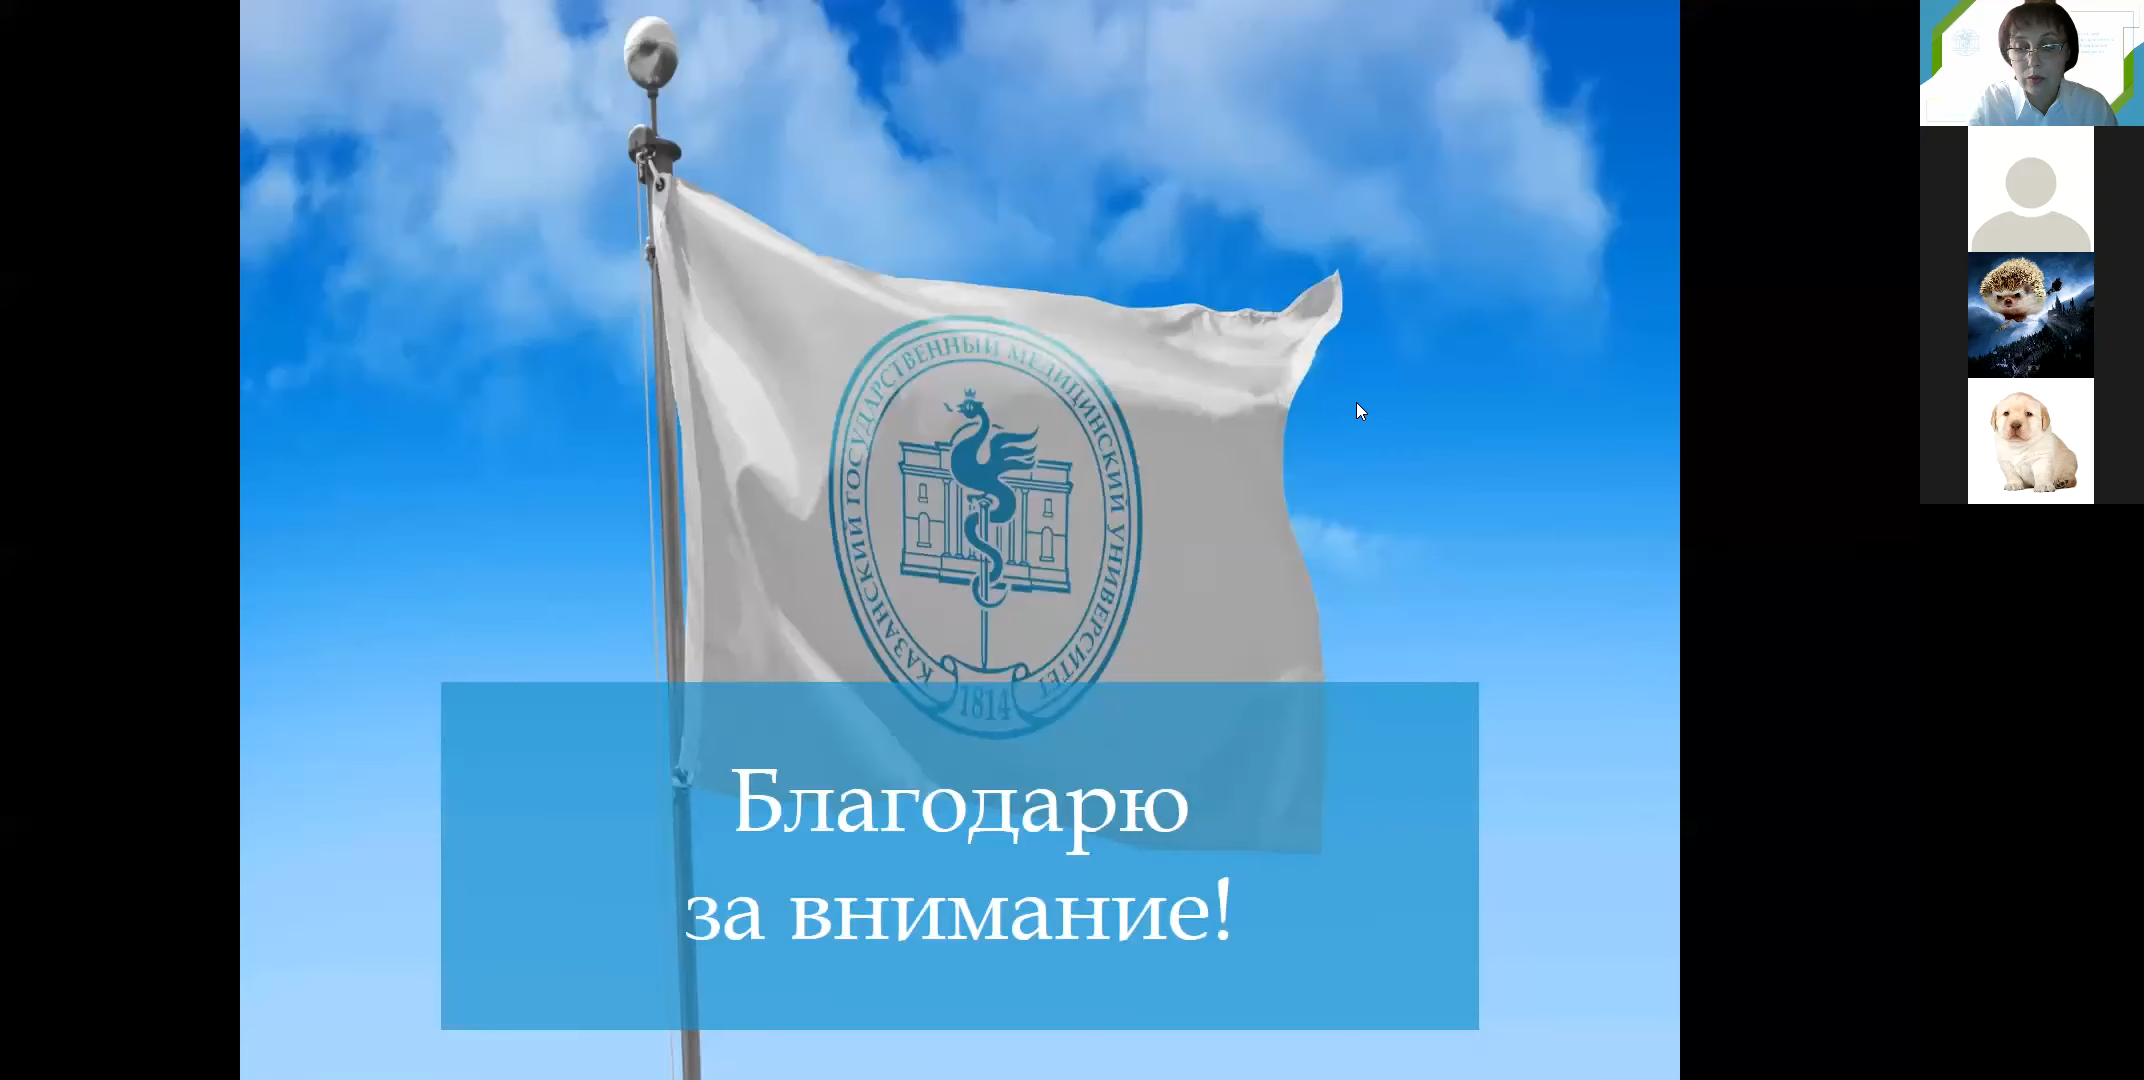 КАЗАНСКИЙ ГОСУДАРСТВЕННЫЙ МЕДИЦИНСКИЙ УНИВЕРСИТЕТ
1814
Благодарю
за внимание!